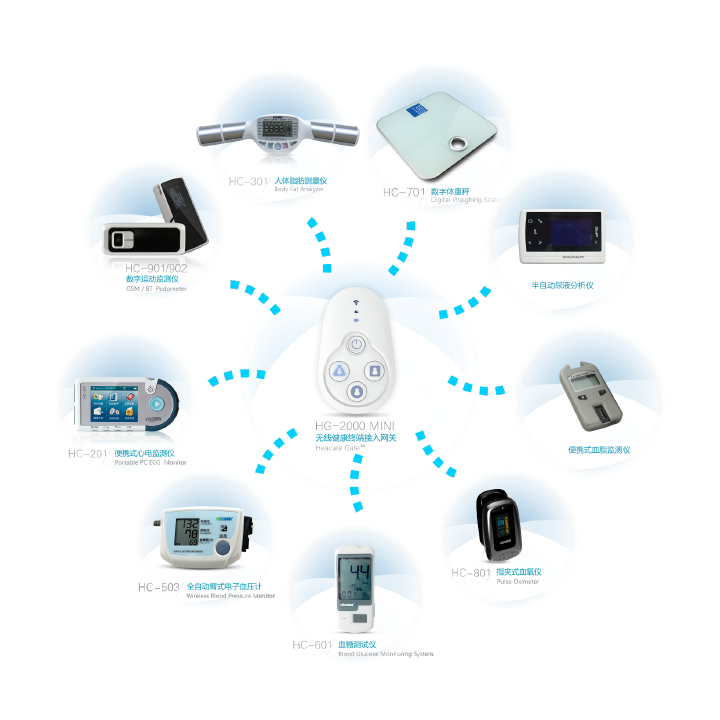 HC-301 人体脂肪测量仪
Body Fat Analyzer
HC-701 数字体重秤
Digital Weigtning Scale
HC-901/902
数字运动监测仪
GSM / BT Pedometer
半自动尿液分析仪
HG-2000 MINI
无线健康终端接入网关
Heacare Gate™
HC-201 便携式心电监测仪
Portable PC ECG Monitor
便携式血脂监测仪
132
78
69
HC-503 全自动臂式电子血压计
Wireless Blood Pressure Monitor
HC-801 指夹式血氧仪
Pulse Oximeter
4.4
HC-601 血糖测试仪
Blood Glucose Monitoring System